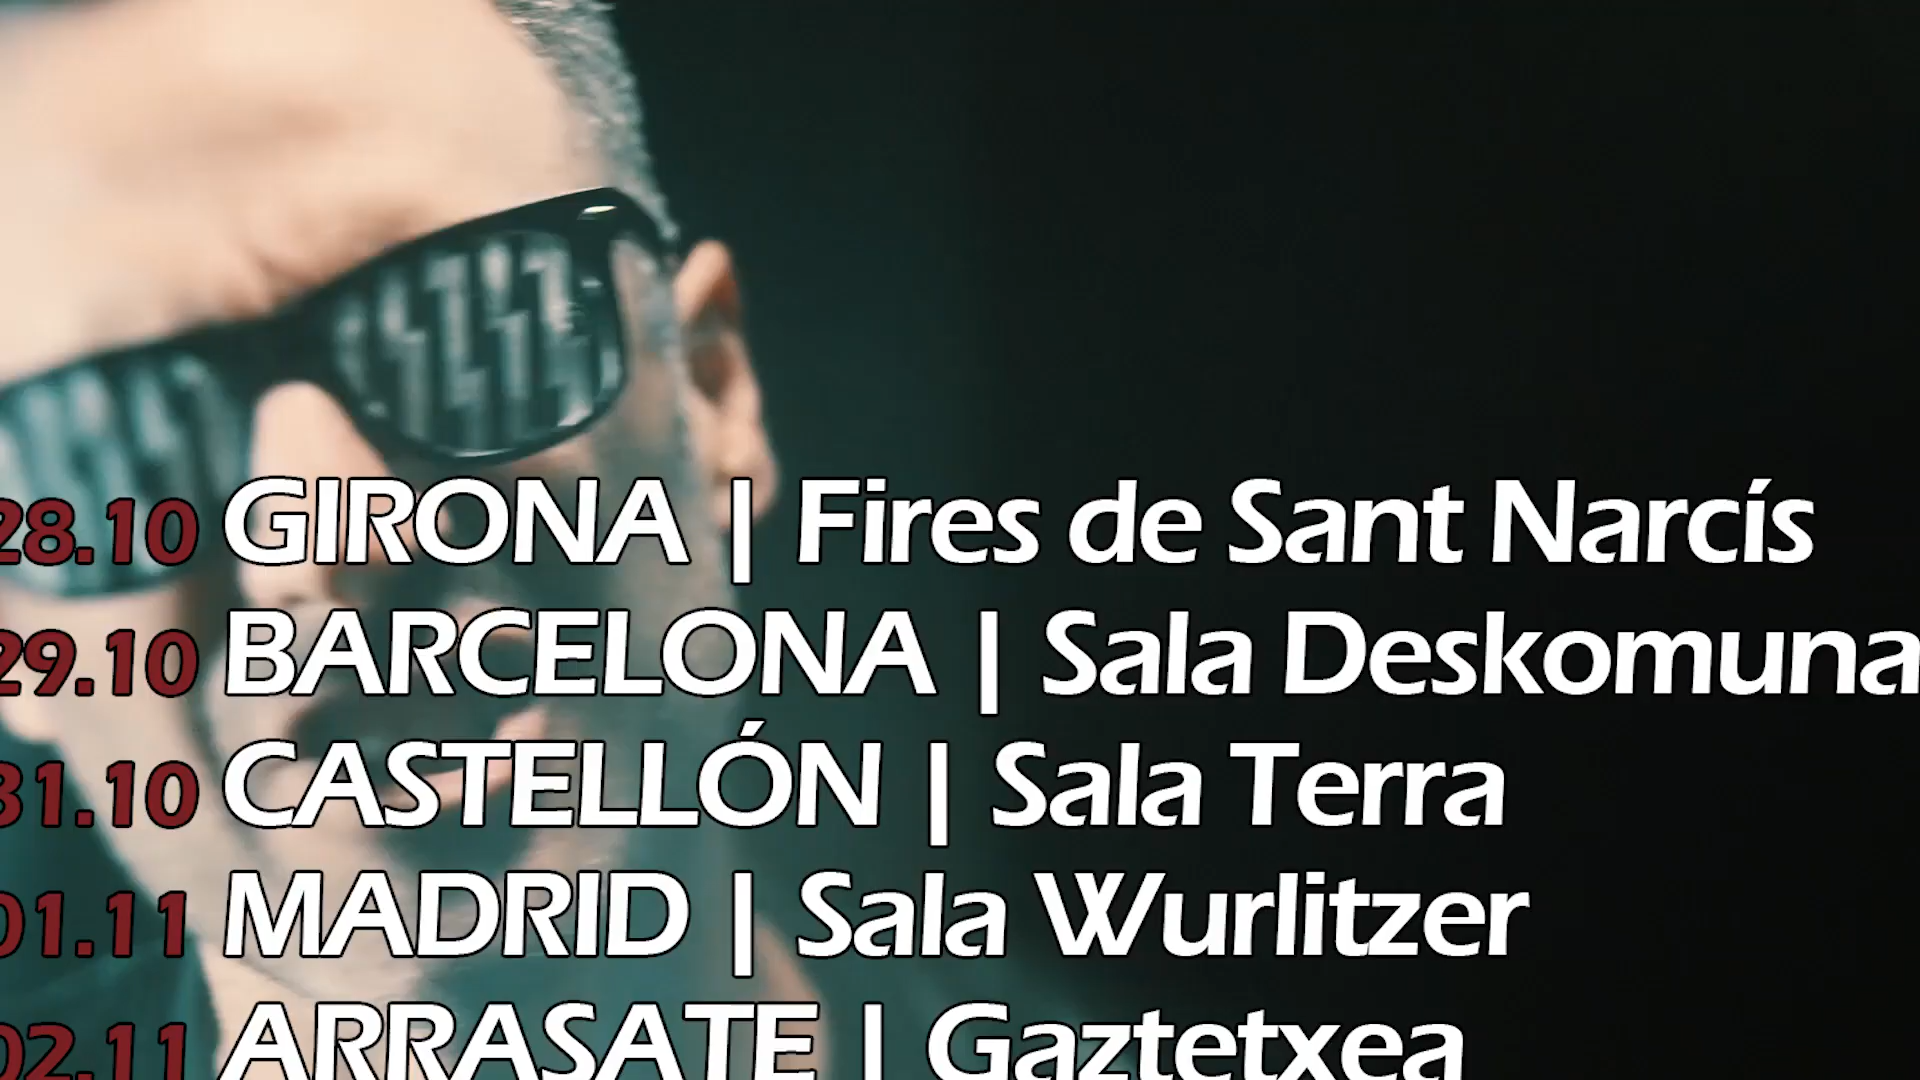 28.10 GIRONA | Fires de Sant Narcís
29.10 BARCELONA | Sala Deskomuna
31.10 CASTELLÓN | Sala Terra
01.11 MADRID | Sala Wurlitzer
02.11 ARRASATE | Gaztetxea